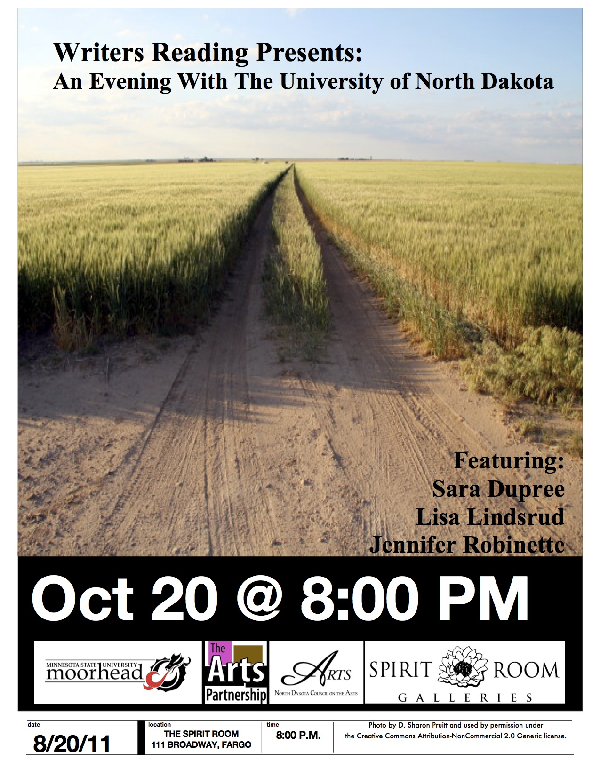 Writers Reading Presents:
An Evening With The University of North Dakota
Featuring:
Sara Dupree
Lisa Lindsrud
Jennifer Robinette
Oct 20 @ 8:00 PM
MINNESOTA STATE UNIVERSITY
moorhead
The
Arts
Partnership
ARTS
NORTH DAKOTA COUNCIL ON THE ARTS
SPIRIT ROOM
GALLERIES
date
8/20/11
location
THE SPIRIT ROOM
111 BROADWAY, FARGO
time
8:00 P.M.
Photo by D. Sharon Pruitt and used by permission under
the Creative Commons Attribution-NonCommercial 2.0 Generic license.